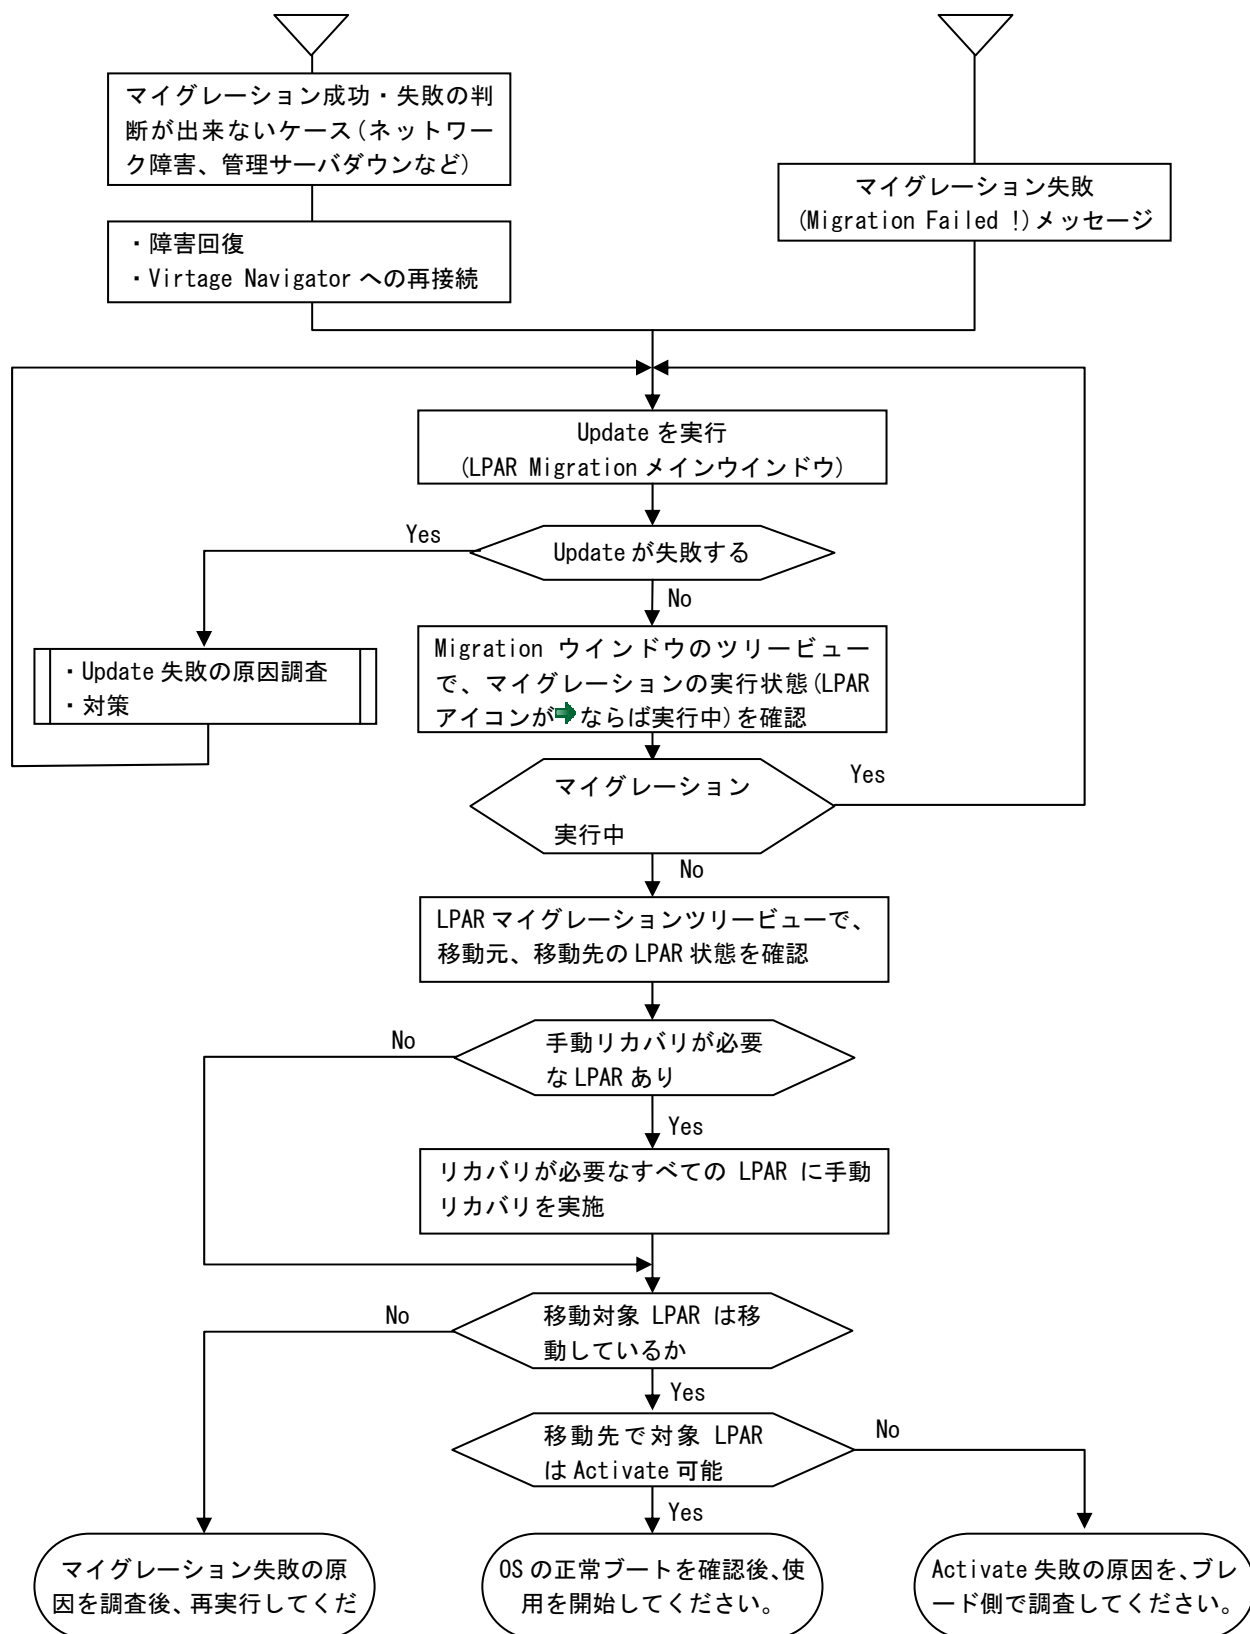 マイグレーション成功・失敗の判
断が出来ないケース(ネットワー
ク障害、管理サーバダウンなど)
・障害回復
・Virtage Navigator への再接続
マイグレーション失敗
(Migration Failed !)メッセージ
Update を実行
(LPAR Migration メインウインドウ)
Yes
Update が失敗する
No
・Update 失敗の原因調査
・対策
Migration ウインドウのツリービュー
で、マイグレーションの実行状態(LPAR
アイコンが ならば実行中)を確認
マイグレーション
実行中
Yes
No
LPAR マイグレーションツリービューで、
移動元、移動先の LPAR 状態を確認
No
手動リカバリが必要
な LPAR あり
Yes
リカバリが必要なすべての LPAR に手動
リカバリを実施
No
移動対象 LPAR は移
動しているか
Yes
移動先で対象 LPAR
は Activate 可能
No
Yes
マイグレーション失敗の原
因を調査後、再実行してくだ
OS の正常ブートを確認後、使
用を開始してください。
Activate 失敗の原因を、ブレ
ード側で調査してください。